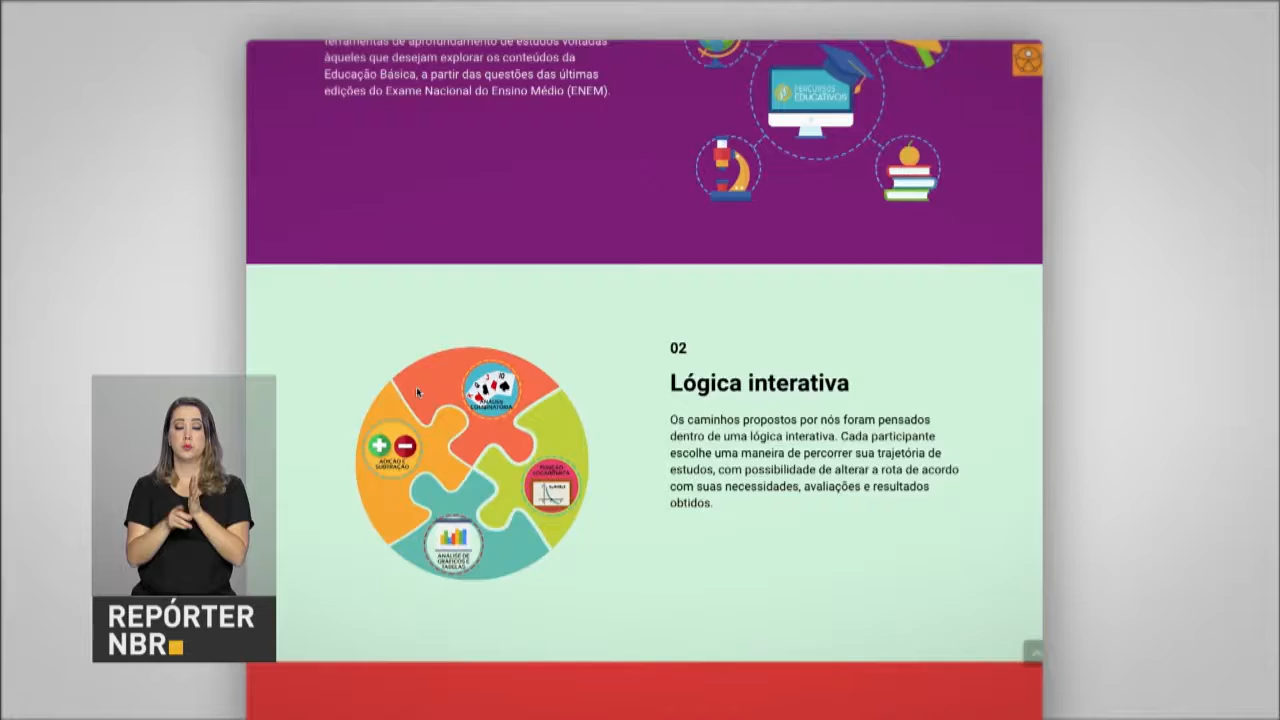 ferramentas de aprofundamento de estudos voltadas
àqueles que desejam explorar os conteúdos da
Educação Básica, a partir das questões das últimas
edições do Exame Nacional do Ensino Médio (ENEM).
PERCURSOS
EDUCATIVOS
02
Lógica interativa
Os caminhos propostos por nós foram pensados
dentro de uma lógica interativa. Cada participante
escolhe uma maneira de percorrer sua trajetória de
estudos, com possibilidade de alterar a rota de acordo
com suas necessidades, avaliações e resultados
obtidos.
10
ANÁLISE
COMBINATÓRIA
ADIÇÃO E
SUBTRAÇÃO
FUNÇÃO
LOGARÍTMICA
ANÁLISE DE
GRÁFICOS E
TABELAS
REPÓRTER
NBR